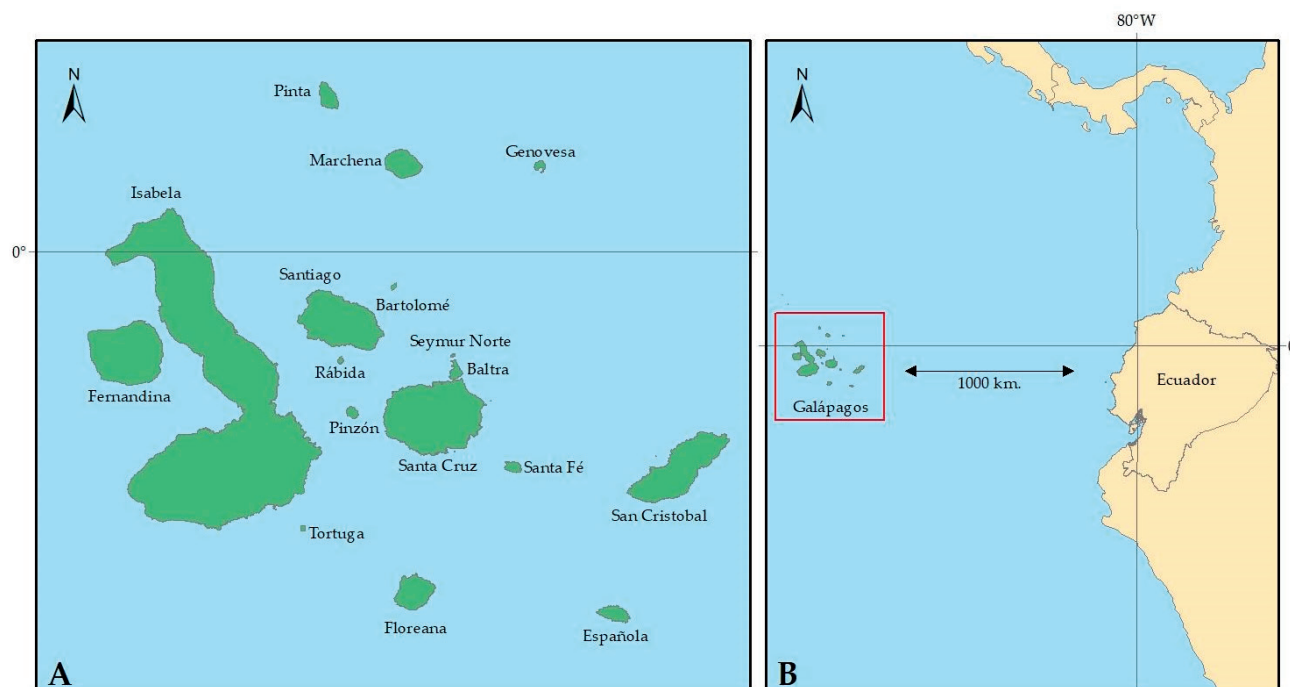 80°W
N
Pinta
Marchena
Genovesa
Isabela
0°
Santiago
Bartolomé
Seymur Norte
Rábida
Baltra
Fernandina
Pinzón
Santa Cruz
Santa Fé
San Cristobal
Tortuga
Floreana
Española
A
N
0
1000 km.
Ecuador
Galápagos
B